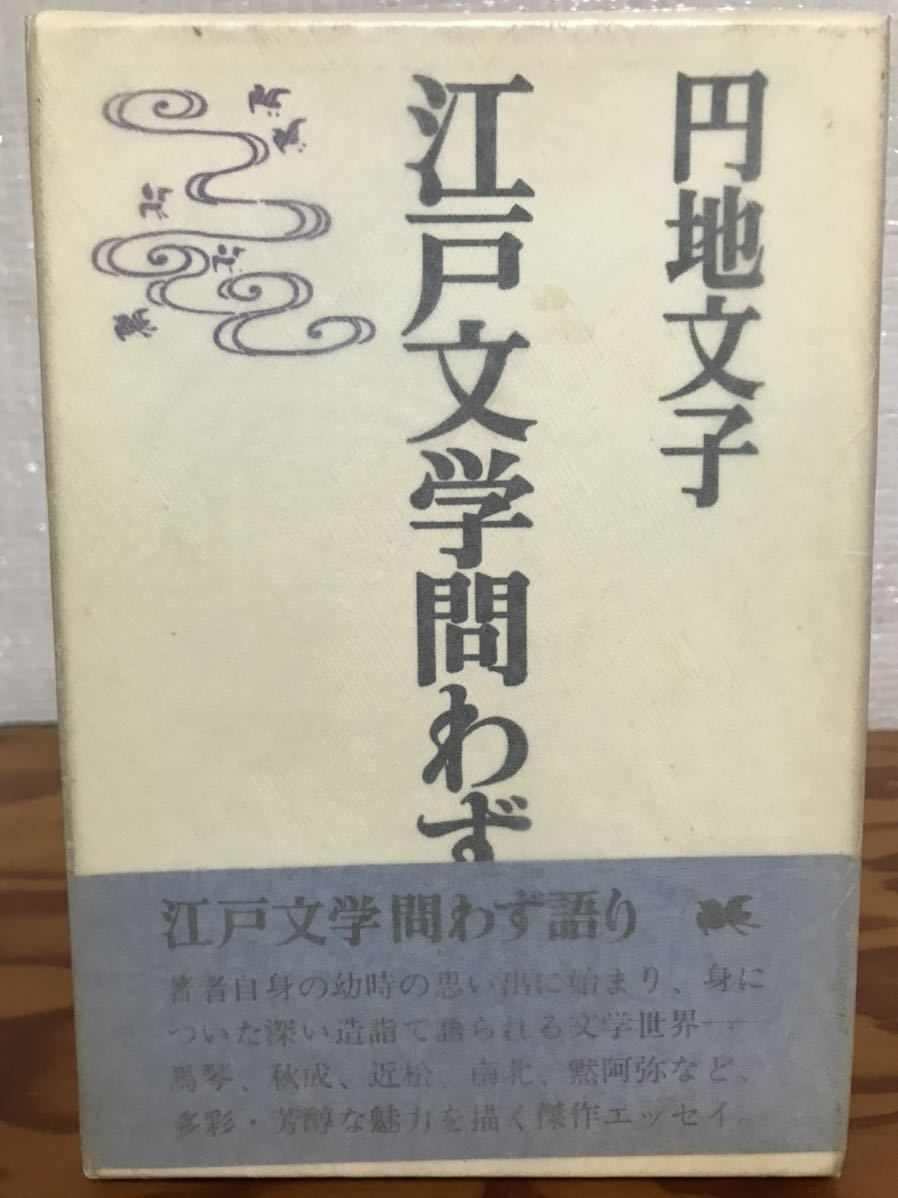 円地文子
江戸文学問わず
江戸文学問わず語り
著者自身の幼時の思い出に始まり、身に
ついた深い造詣で語られる文学世界――
馬琴、秋成、近松、南北、黙阿弥など、
多彩・芳醇な魅力を描く傑作エッセイ。